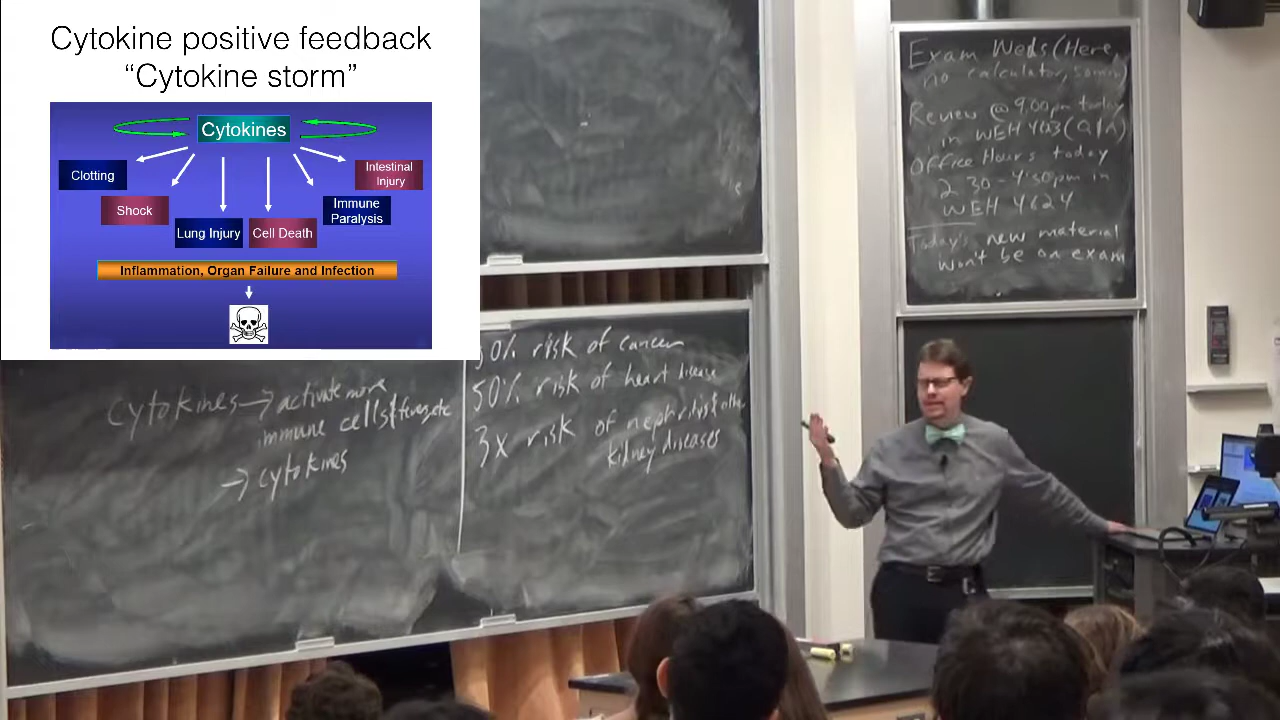 Cytokine positive feedback
“Cytokine storm”
Cytokines
Clotting
Intestinal
Injury
Shock
Immune
Paralysis
Lung Injury
Cell Death
Inflammation, Organ Failure and Infection
Cytokines → activate more
immune cells & fever, etc
→ cytokines
0% risk of cancer
50% risk of heart disease
3x risk of nephritis & other
kidney diseases
Exam Weds (Here,
no calculator,
Review @ 9:00pm today
in WEH 4623 (Q/A)
Office Hours today
2 30-4:30pm in
WEH 4624
Today's new material
won't be on exam